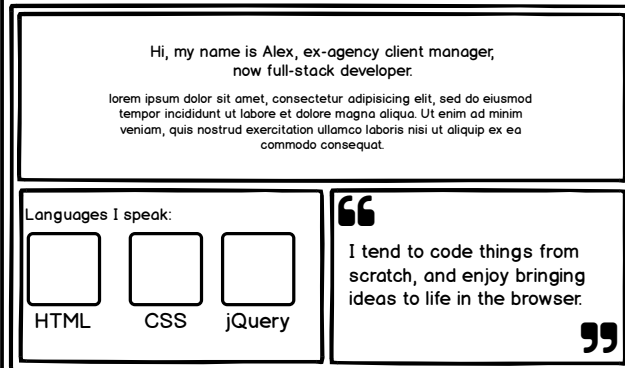 Hi, my name is Alex, ex-agency client manager,
now full-stack developer.
lorem ipsum dolor sit amet, consectetur adipisicing elit, sed do eiusmod
tempor incididunt ut labore et dolore magna aliqua. Ut enim ad minim
veniam, quis nostrud exercitation ullamco laboris nisi ut aliquip ex ea
commodo consequat.
Languages I speak:
HTML CSS jQuery
“
I tend to code things from
scratch, and enjoy bringing
ideas to life in the browser.
”